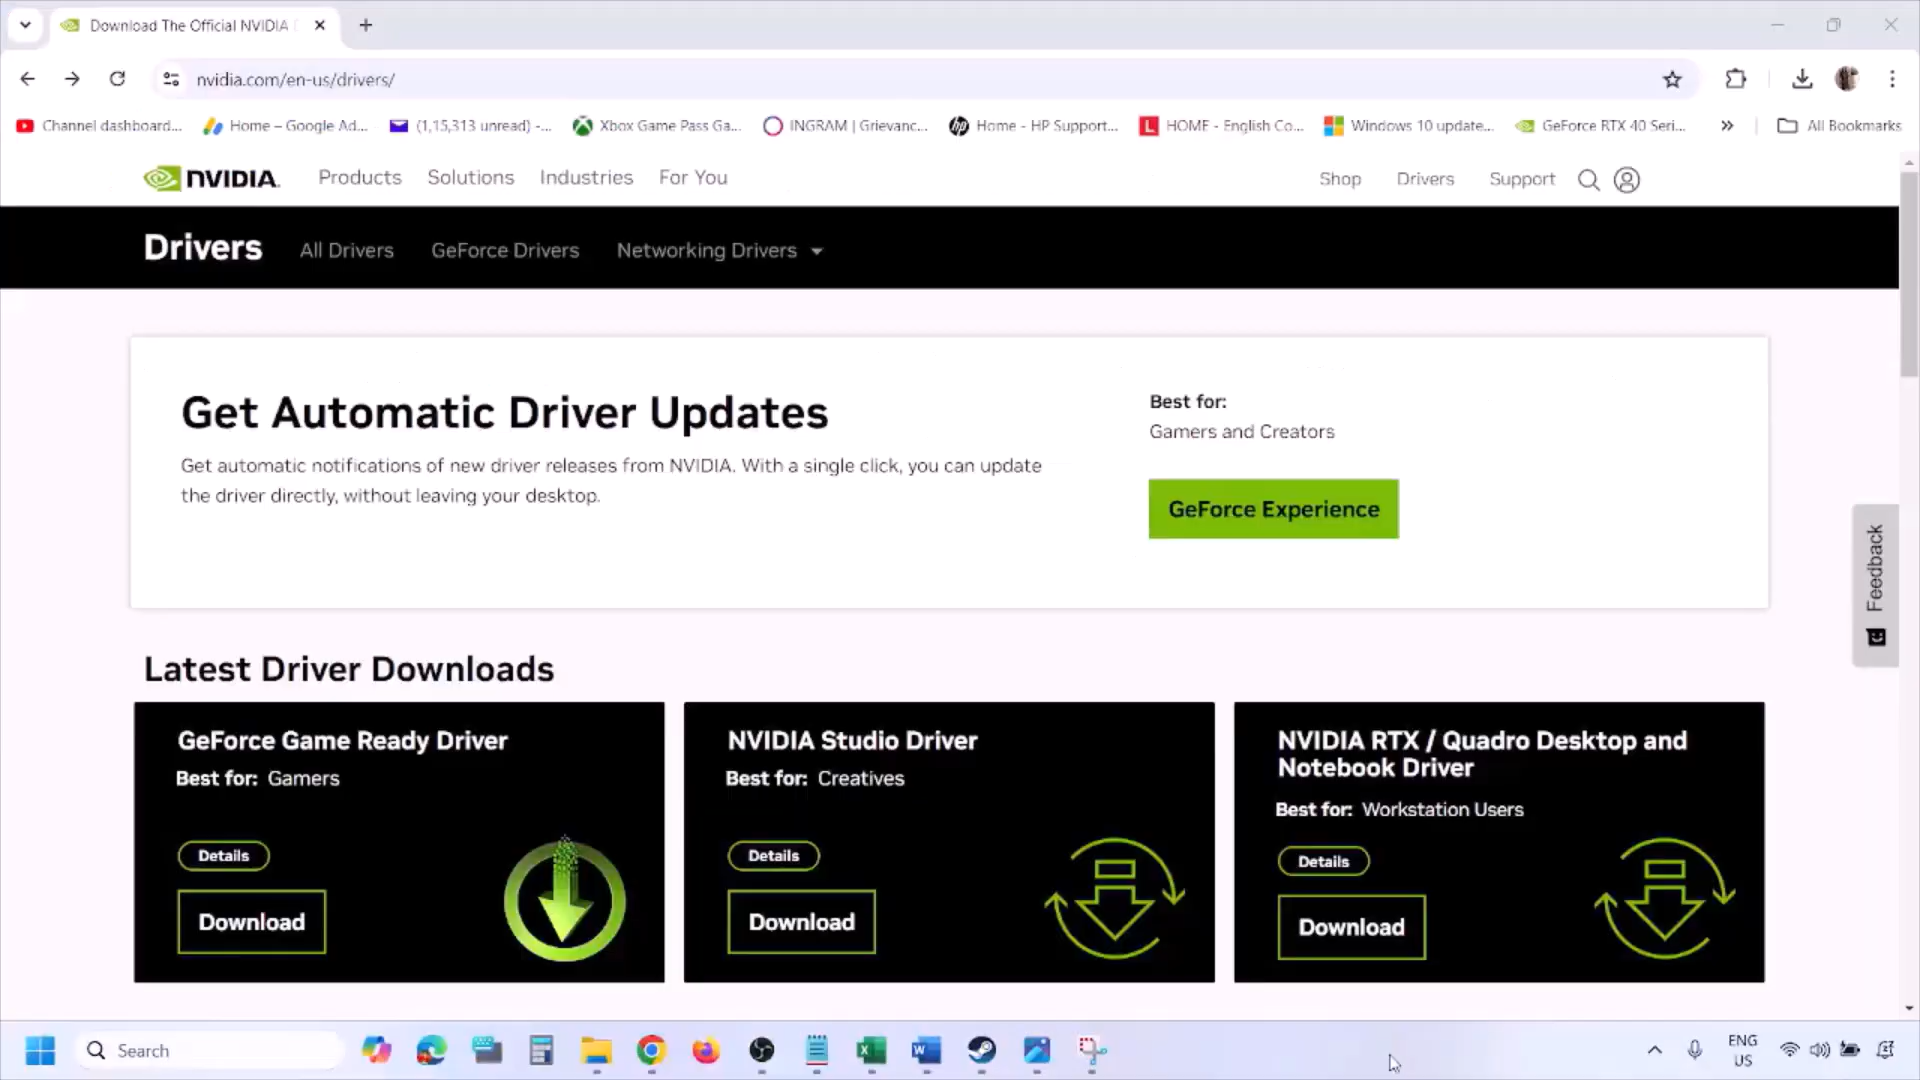 Download The Official NVIDIA
nvidia.com/en-us/drivers/
Channel dashboard...
Home – Google Ad...
(1,15,313 unread) -...
Xbox Game Pass Ga...
INGRAM | Grievanc...
Home - HP Support...
HOME - English Co...
Windows 10 update...
GeForce RTX 40 Seri...
All Bookmarks
NVIDIA.
Products
Solutions
Industries
For You
Shop
Drivers
Support
Drivers
All Drivers
GeForce Drivers
Networking Drivers
Get Automatic Driver Updates
Get automatic notifications of new driver releases from NVIDIA. With a single click, you can update
the driver directly, without leaving your desktop.
Best for:
Gamers and Creators
GeForce Experience
Feedback
Latest Driver Downloads
GeForce Game Ready Driver
Best for: Gamers
Details
Download
NVIDIA Studio Driver
Best for: Creatives
Details
Download
NVIDIA RTX / Quadro Desktop and
Notebook Driver
Best for: Workstation Users
Details
Download
Search
ENG
US